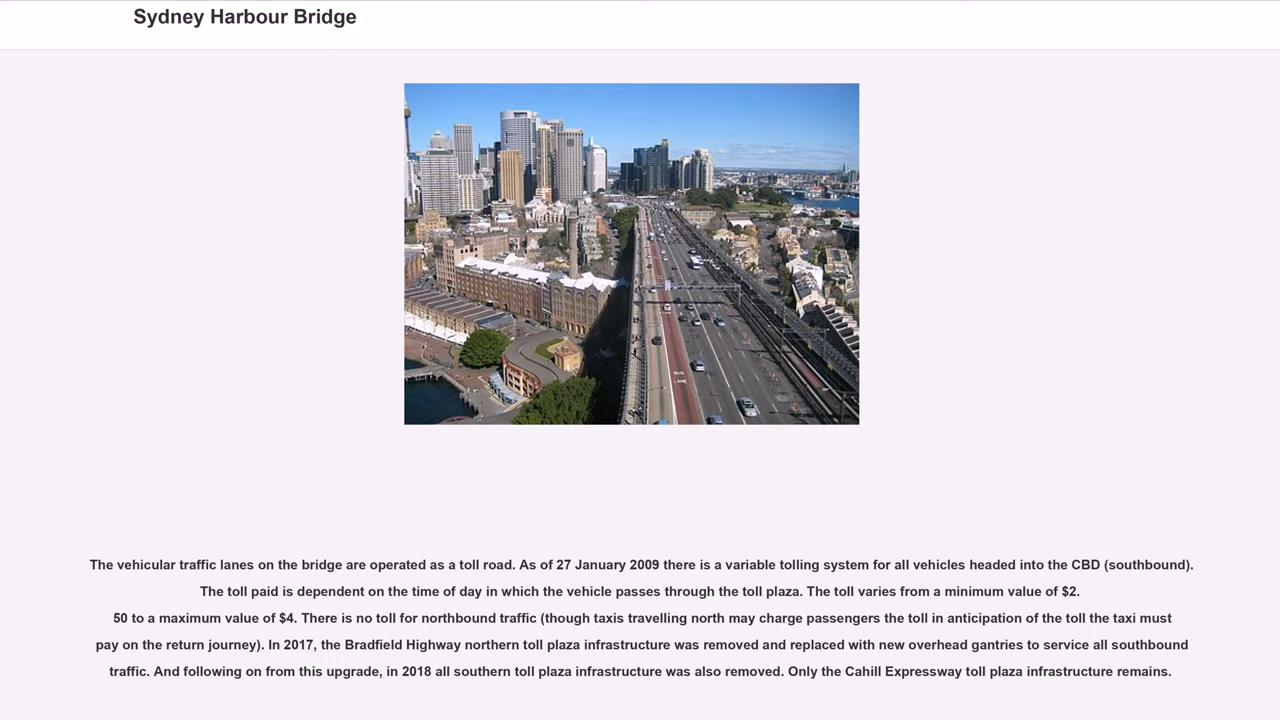 Sydney Harbour Bridge
The vehicular traffic lanes on the bridge are operated as a toll road. As of 27 January 2009 there is a variable tolling system for all vehicles headed into the CBD (southbound).
The toll paid is dependent on the time of day in which the vehicle passes through the toll plaza. The toll varies from a minimum value of $2.
50 to a maximum value of $4. There is no toll for northbound traffic (though taxis travelling north may charge passengers the toll in anticipation of the toll the taxi must
pay on the return journey). In 2017, the Bradfield Highway northern toll plaza infrastructure was removed and replaced with new overhead gantries to service all southbound
traffic. And following on from this upgrade, in 2018 all southern toll plaza infrastructure was also removed. Only the Cahill Expressway toll plaza infrastructure remains.